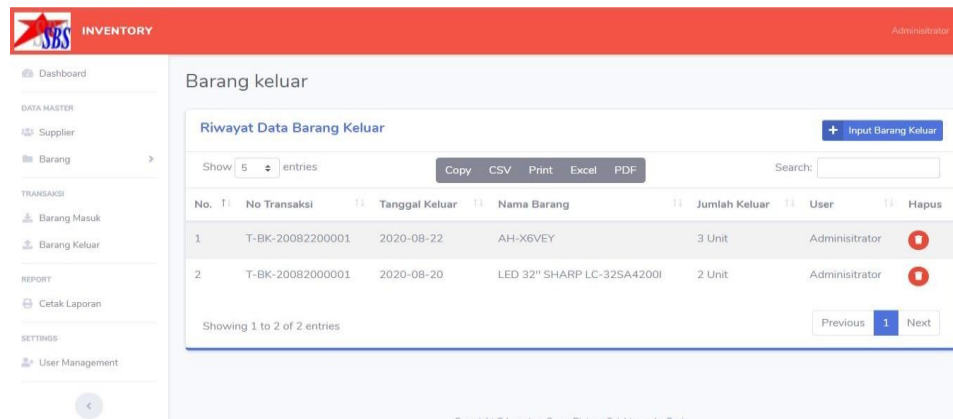 SBS INVENTORY Adminisitrator
Dashboard
Barang keluar
DATA MASTER
Supplier
Barang
Riwayat Data Barang Keluar
+ Input Barang Keluar
Show 5 entries
Copy CSV Print Excel PDF
Search:
TRANSAKSI
Barang Masuk
Barang Keluar
No. No Transaksi Tanggal Keluar Nama Barang Jumlah Keluar User Hapus
1 T-BK-20082200001 2020-08-22 AH-X6VEY 3 Unit Adminisitrator
2 T-BK-20082000001 2020-08-20 LED 32" SHARP LC-32SA4200I 2 Unit Adminisitrator
REPORT
Cetak Laporan
Showing 1 to 2 of 2 entries
Previous 1 Next
SETTINGS
User Management